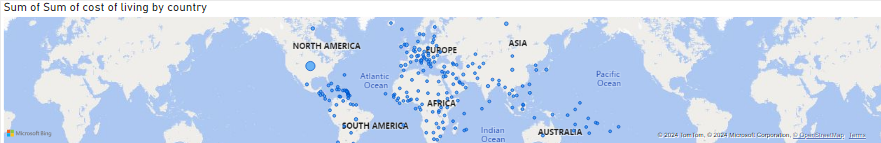 Sum of Sum of cost of living by country
NORTH AMERICA
EUROPE
ASIA
Atlantic
Ocean
Pacific
Ocean
AFRICA
SOUTH AMERICA
Indian
Ocean
AUSTRALIA
Microsoft Bing
© 2024 TomTom, © 2024 Microsoft Corporation, © OpenStreetMap Terms